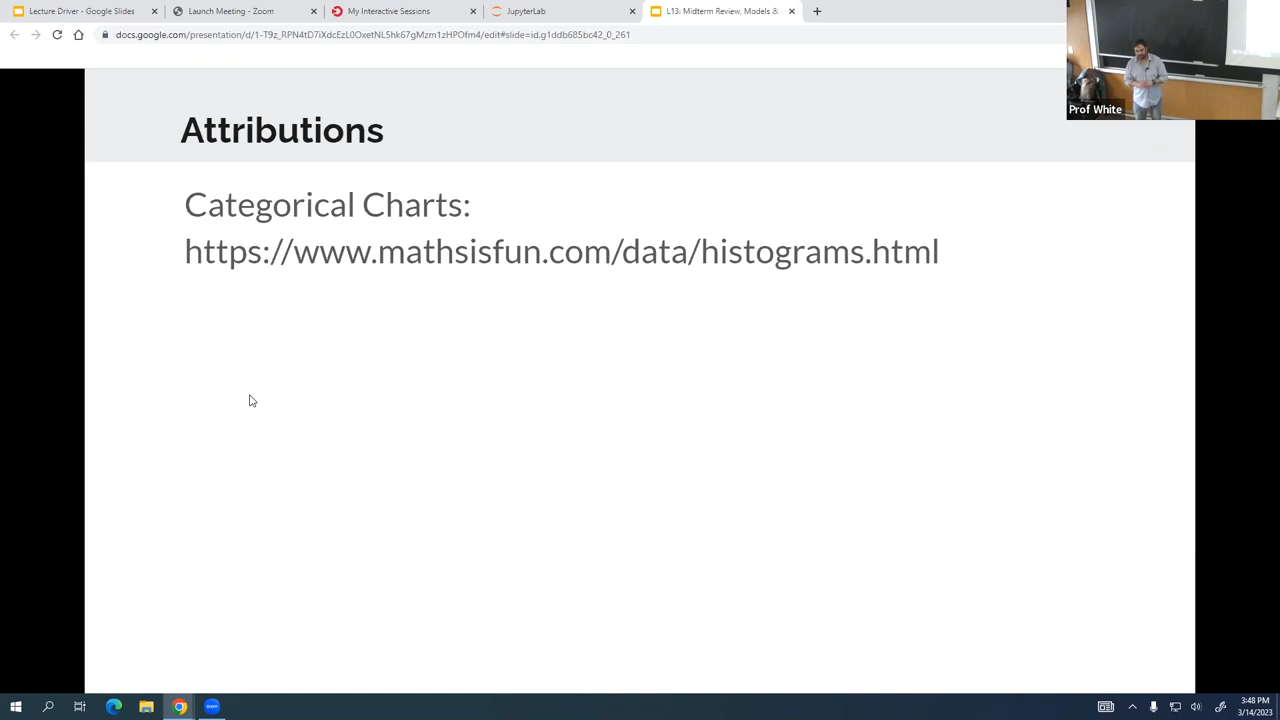 Lecture Driver - Google Slides
Launch Meeting - Zoom
My Interactive Sessions
JupyterLab
L13: Midterm Review, Models &
docs.google.com/presentation/d/1-T9z_RPN4tD7iXdcEzL0OxetNL5hk67gMzm1zHPOfm4/edit#slide=id.g1ddb685bc42_0_261
Prof White
Attributions
Categorical Charts:
https://www.mathsisfun.com/data/histograms.html
zoom
3:48 PM
3/14/2023